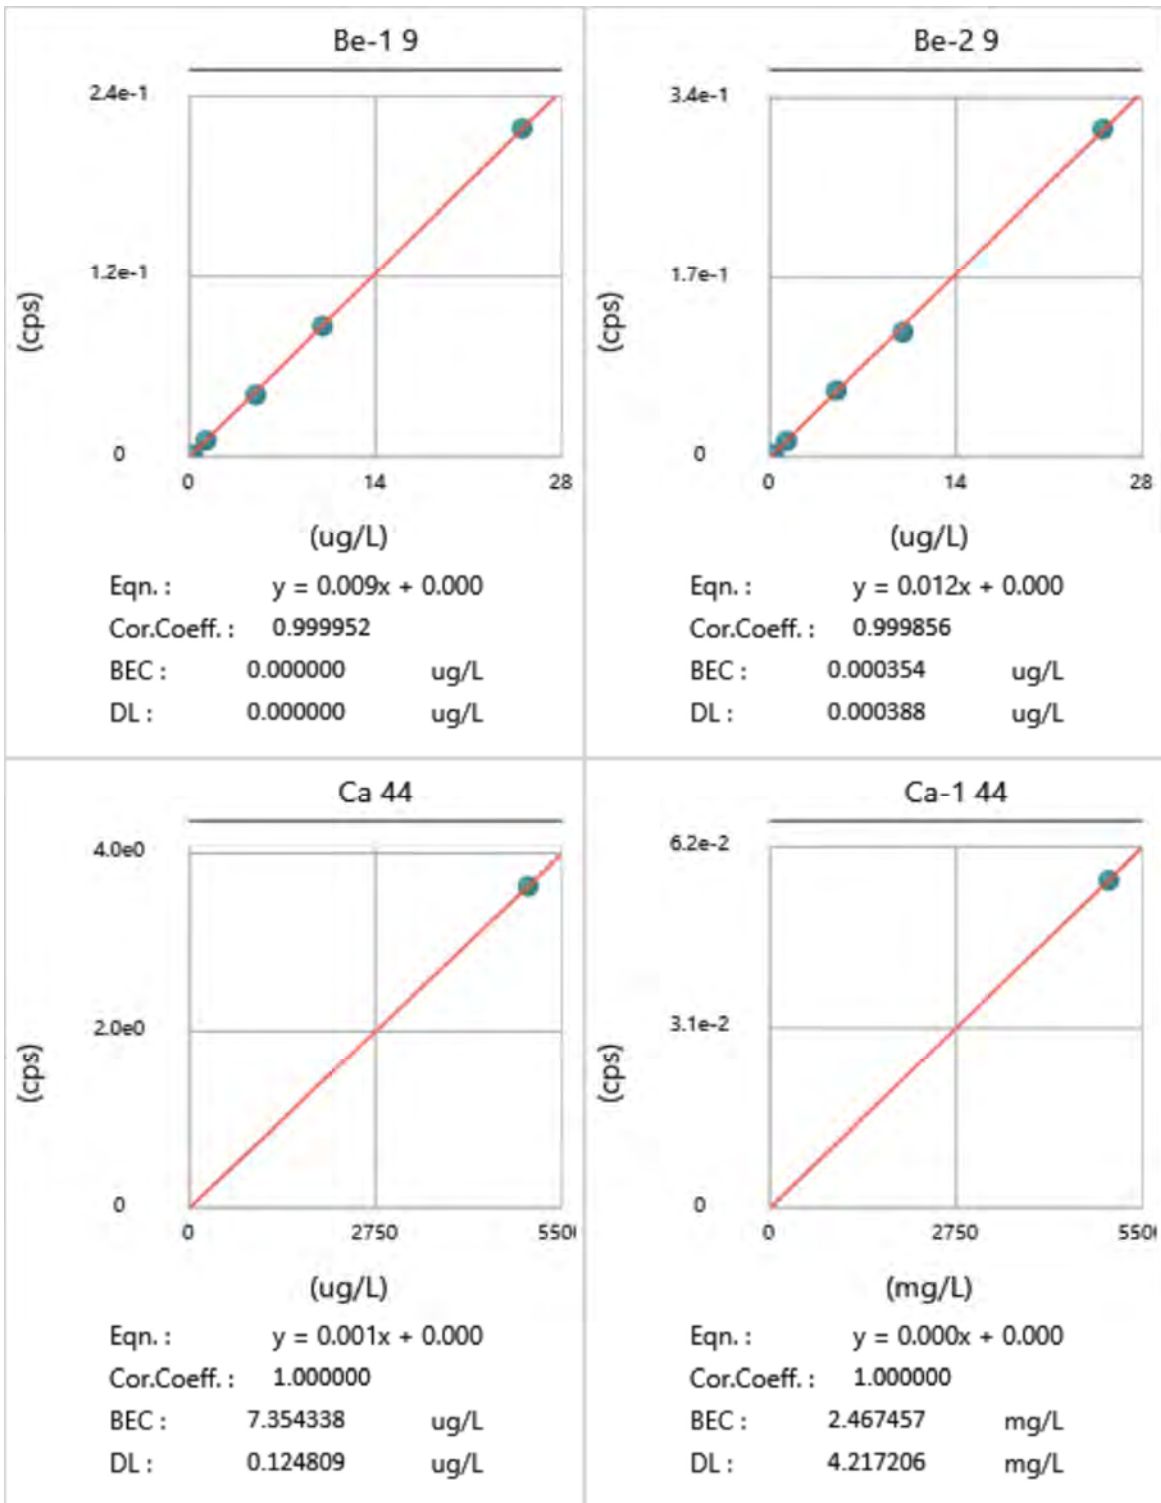 Be-1 9
2.4e-1
1.2e-1
0
(cps)
0 14 28
(ug/L)
Eqn. : y = 0.009x + 0.000
Cor.Coeff. : 0.999952
BEC : 0.000000 ug/L
DL : 0.000000 ug/L
Be-2 9
3.4e-1
1.7e-1
0
(cps)
0 14 28
(ug/L)
Eqn. : y = 0.012x + 0.000
Cor.Coeff. : 0.999856
BEC : 0.000354 ug/L
DL : 0.000388 ug/L
Ca 44
4.0e0
2.0e0
0
(cps)
0 2750
(ug/L)
Eqn. : y = 0.001x + 0.000
Cor.Coeff. : 1.000000
BEC : 7.354338 ug/L
DL : 0.124809 ug/L
Ca-1 44
6.2e-2
3.1e-2
0
(cps)
0 2750
(mg/L)
Eqn. : y = 0.000x + 0.000
Cor.Coeff. : 1.000000
BEC : 2.467457 mg/L
DL : 4.217206 mg/L